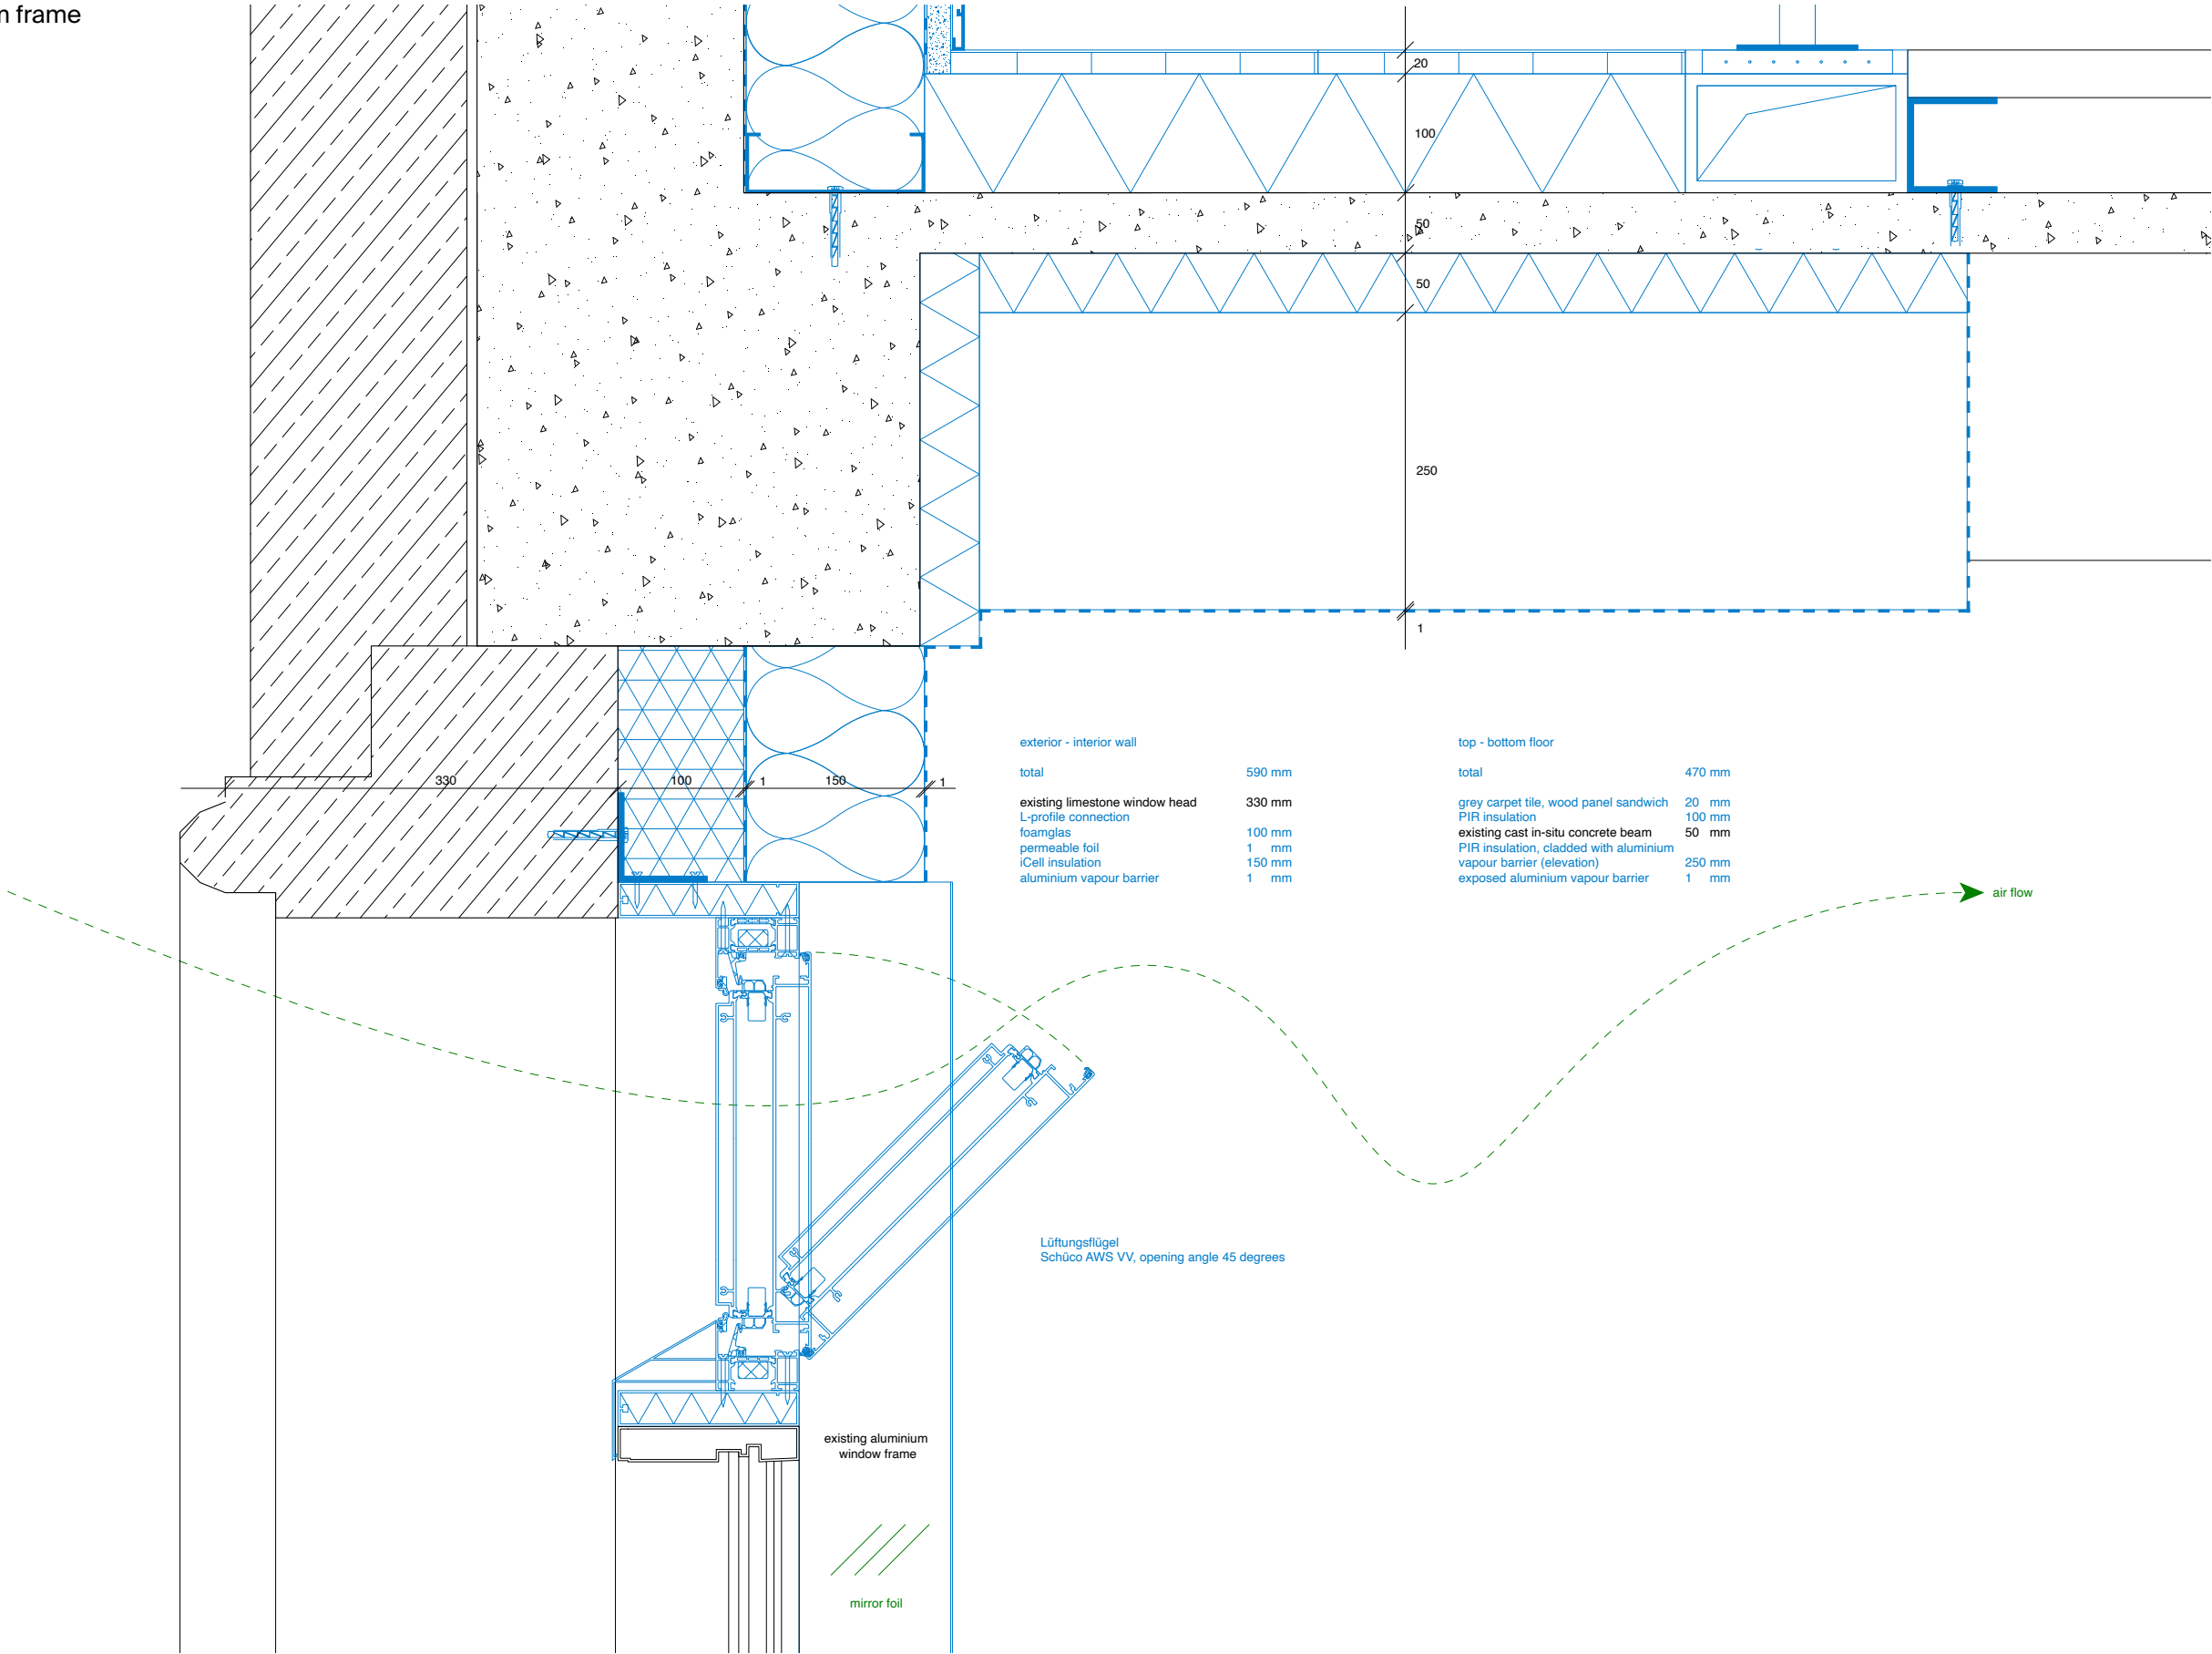 n frame
20
100
50
50
250
1
330
100
1
150
1
exterior - interior wall
total 590 mm
existing limestone window head 330 mm
L-profile connection
foamglas 100 mm
permeable foil 1 mm
iCell insulation 150 mm
aluminium vapour barrier 1 mm
top - bottom floor
total 470 mm
grey carpet tile, wood panel sandwich 20 mm
PIR insulation 100 mm
existing cast in-situ concrete beam 50 mm
PIR insulation, cladded with aluminium
vapour barrier (elevation) 250 mm
exposed aluminium vapour barrier 1 mm
air flow
Lüftungsflügel
Schüco AWS VV, opening angle 45 degrees
existing aluminium
window frame
mirror foil